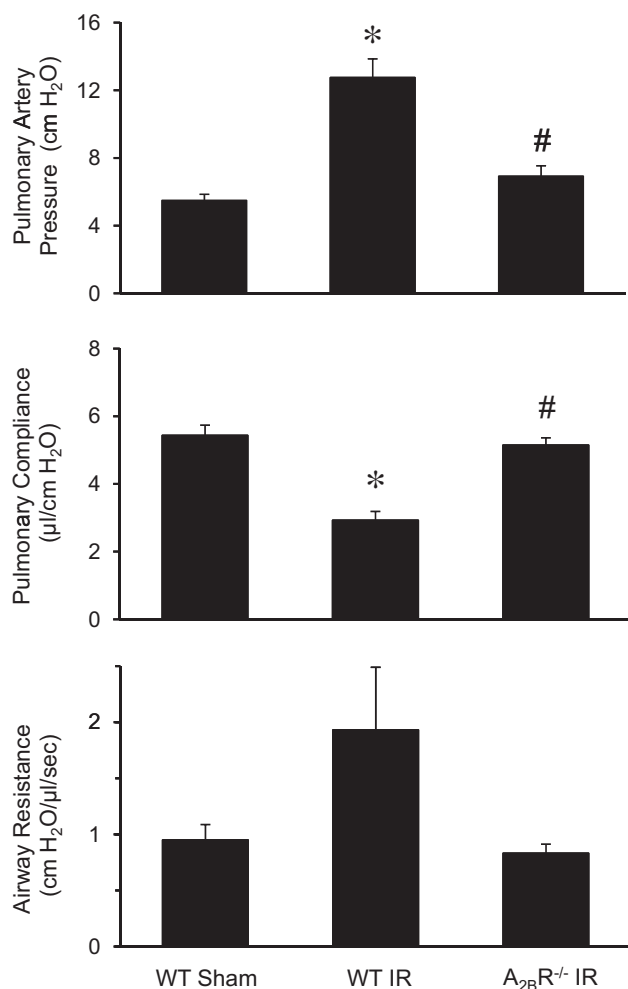 Pulmonary Artery
Pressure (cm H₂O)
16
12
8
4
0
*
#
Pulmonary Compliance
(µl/cm H₂O)
8
6
4
2
0
*
#
Airway Resistance
(cm H₂O/µl/sec)
2
1
0
WT Sham WT IR A₂BR⁻/⁻ IR